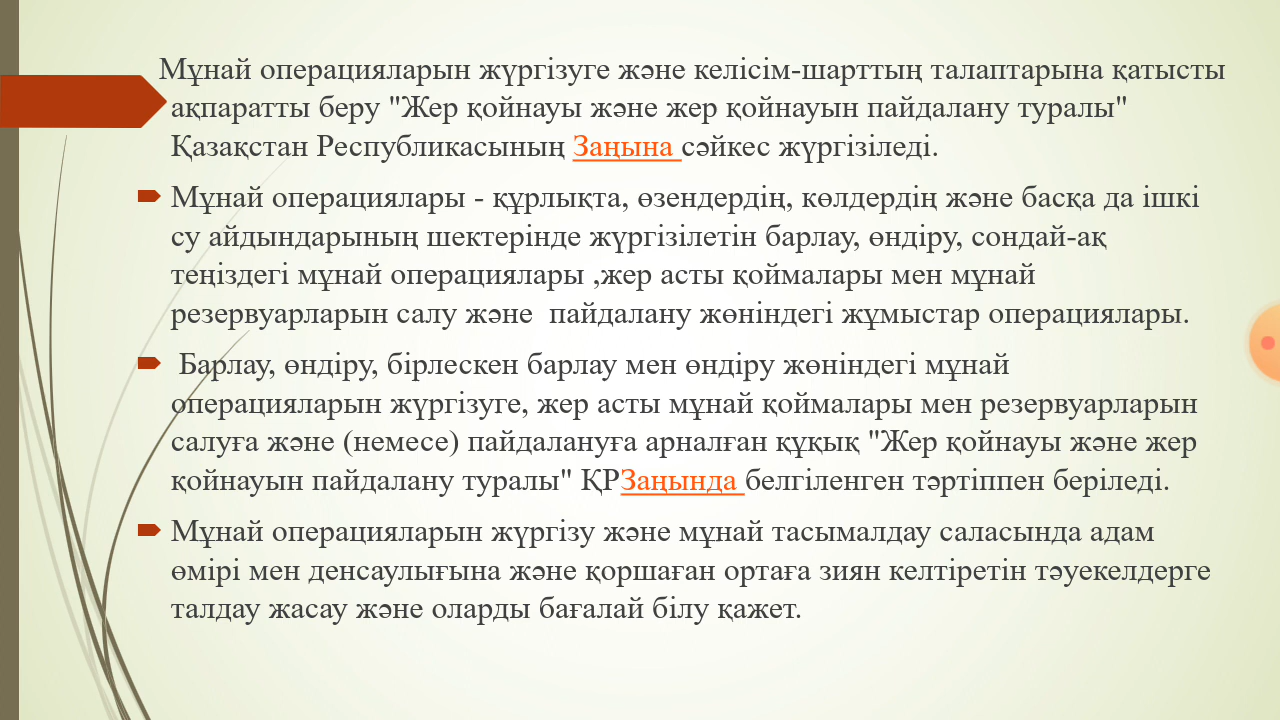 Мұнай операцияларын жүргізуге және келісім-шарттың талаптарына қатысты
ақпаратты беру "Жер қойнауы және жер қойнауын пайдалану туралы"
Қазақстан Республикасының Заңына сәйкес жүргізіледі.
Мұнай операциялары - құрлықта, өзендердің, көлдердің және басқа да ішкі
су айдындарының шектерінде жүргізілетін барлау, өндіру, сондай-ақ
теңіздегі мұнай операциялары ,жер асты қоймалары мен мұнай
резервуарларын салу және  пайдалану жөніндегі жұмыстар операциялары.
Барлау, өндіру, бірлескен барлау мен өндіру жөніндегі мұнай
операцияларын жүргізуге, жер асты мұнай қоймалары мен резервуарларын
салуға және (немесе) пайдалануға арналған құқық "Жер қойнауы және жер
қойнауын пайдалану туралы" ҚРЗаңында белгіленген тәртіппен беріледі.
Мұнай операцияларын жүргізу және мұнай тасымалдау саласында адам
өмірі мен денсаулығына және қоршаған ортаға зиян келтіретін тәуекелдерге
талдау жасау және оларды бағалай білу қажет.